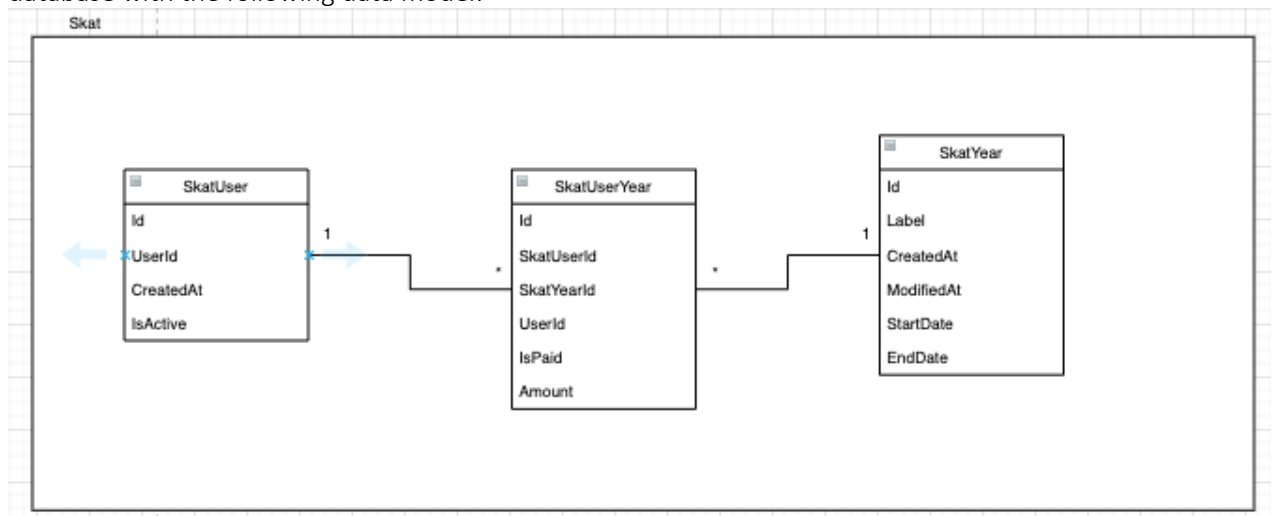 database with the following data model:
Skat
SkatUser
Id
UserId
CreatedAt
IsActive
1
*
SkatUserYear
Id
SkatUserId
SkatYearId
UserId
IsPaid
Amount
*
1
SkatYear
Id
Label
CreatedAt
ModifiedAt
StartDate
EndDate